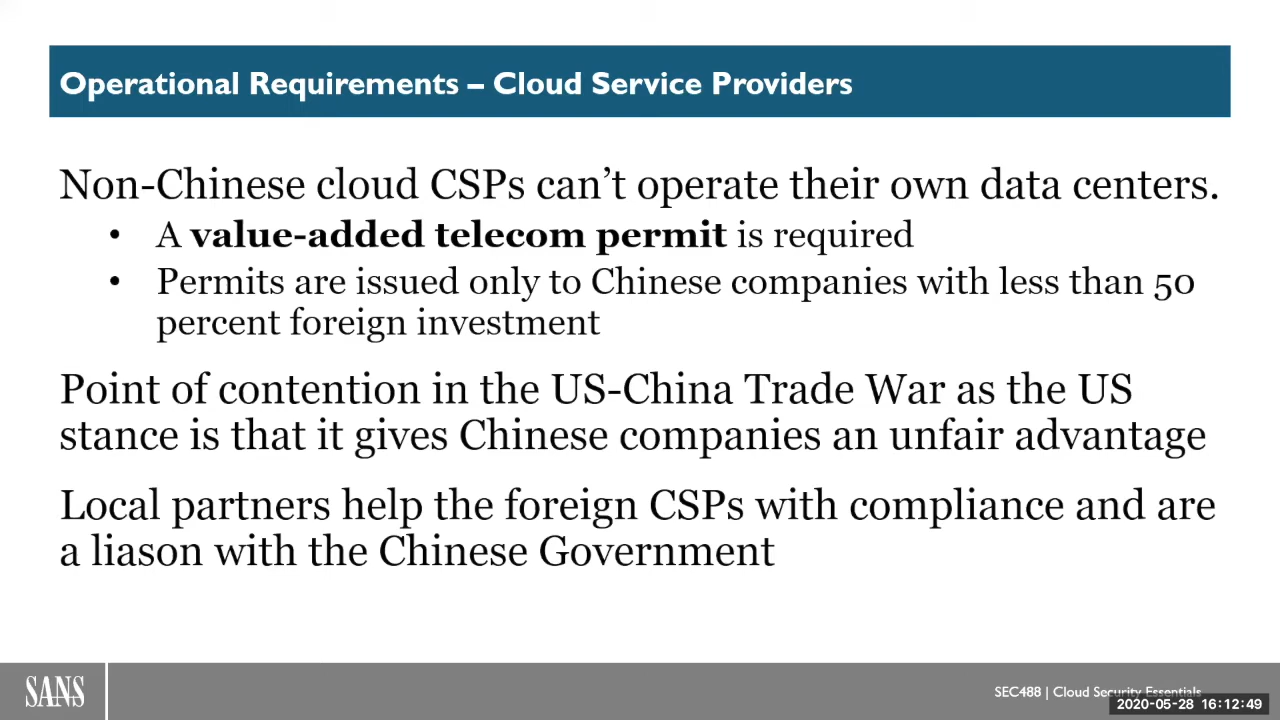 Operational Requirements – Cloud Service Providers
Non-Chinese cloud CSPs can’t operate their own data centers.
• A value-added telecom permit is required
• Permits are issued only to Chinese companies with less than 50
percent foreign investment
Point of contention in the US-China Trade War as the US
stance is that it gives Chinese companies an unfair advantage
Local partners help the foreign CSPs with compliance and are
a liason with the Chinese Government
SANS
SEC488 | Cloud Security Essentials
2020-05-28 16:12:49